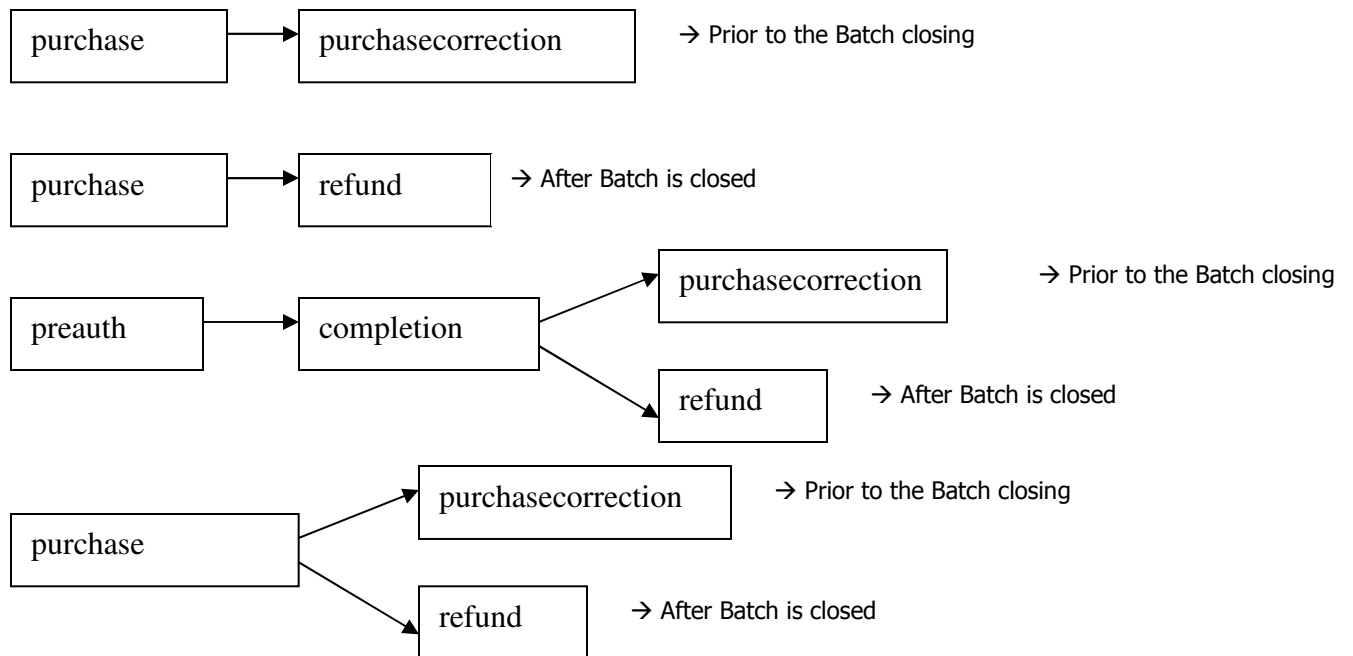 purchase purchasecorrection → Prior to the Batch closing
purchase refund → After Batch is closed
purchasecorrection → Prior to the Batch closing
preauth completion
refund → After Batch is closed
purchasecorrection → Prior to the Batch closing
purchase
refund → After Batch is closed